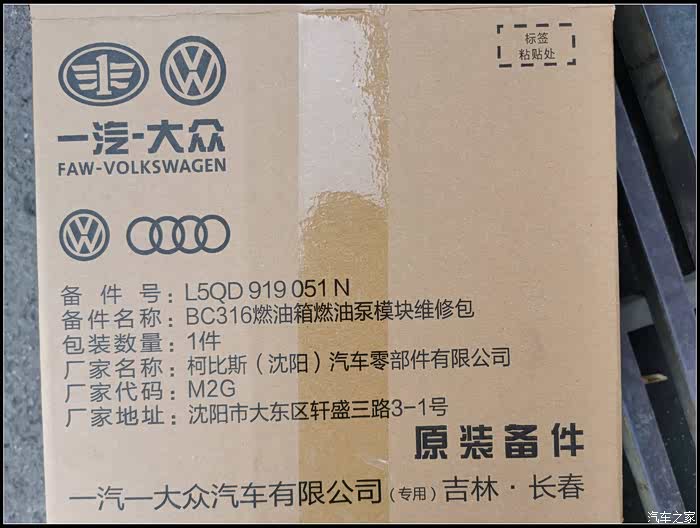 标签
粘贴处
1
VW
一汽-大众
FAW-VOLKSWAGEN
VW
备件号：L5QD 919 051 N
备件名称：BC316燃油箱燃油泵模块维修包
包装数量：1件
厂家名称：柯比斯（沈阳）汽车零部件有限公司
厂家代码：M2G
厂家地址：沈阳市大东区轩盛三路3-1号
原装备件
一汽一大众汽车有限公司（专用）吉林·长春
汽车之家